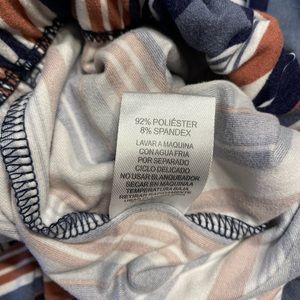 92% POLIÉSTER
8% SPANDEX
LAVAR A MAQUINA
CON AGUA FRIA
POR SEPARADO
CICLO DELICADO
NO USAR BLANQUEADOR
SECAR EN MAQUINA A
TEMPERATURA BAJA
RETIRAR